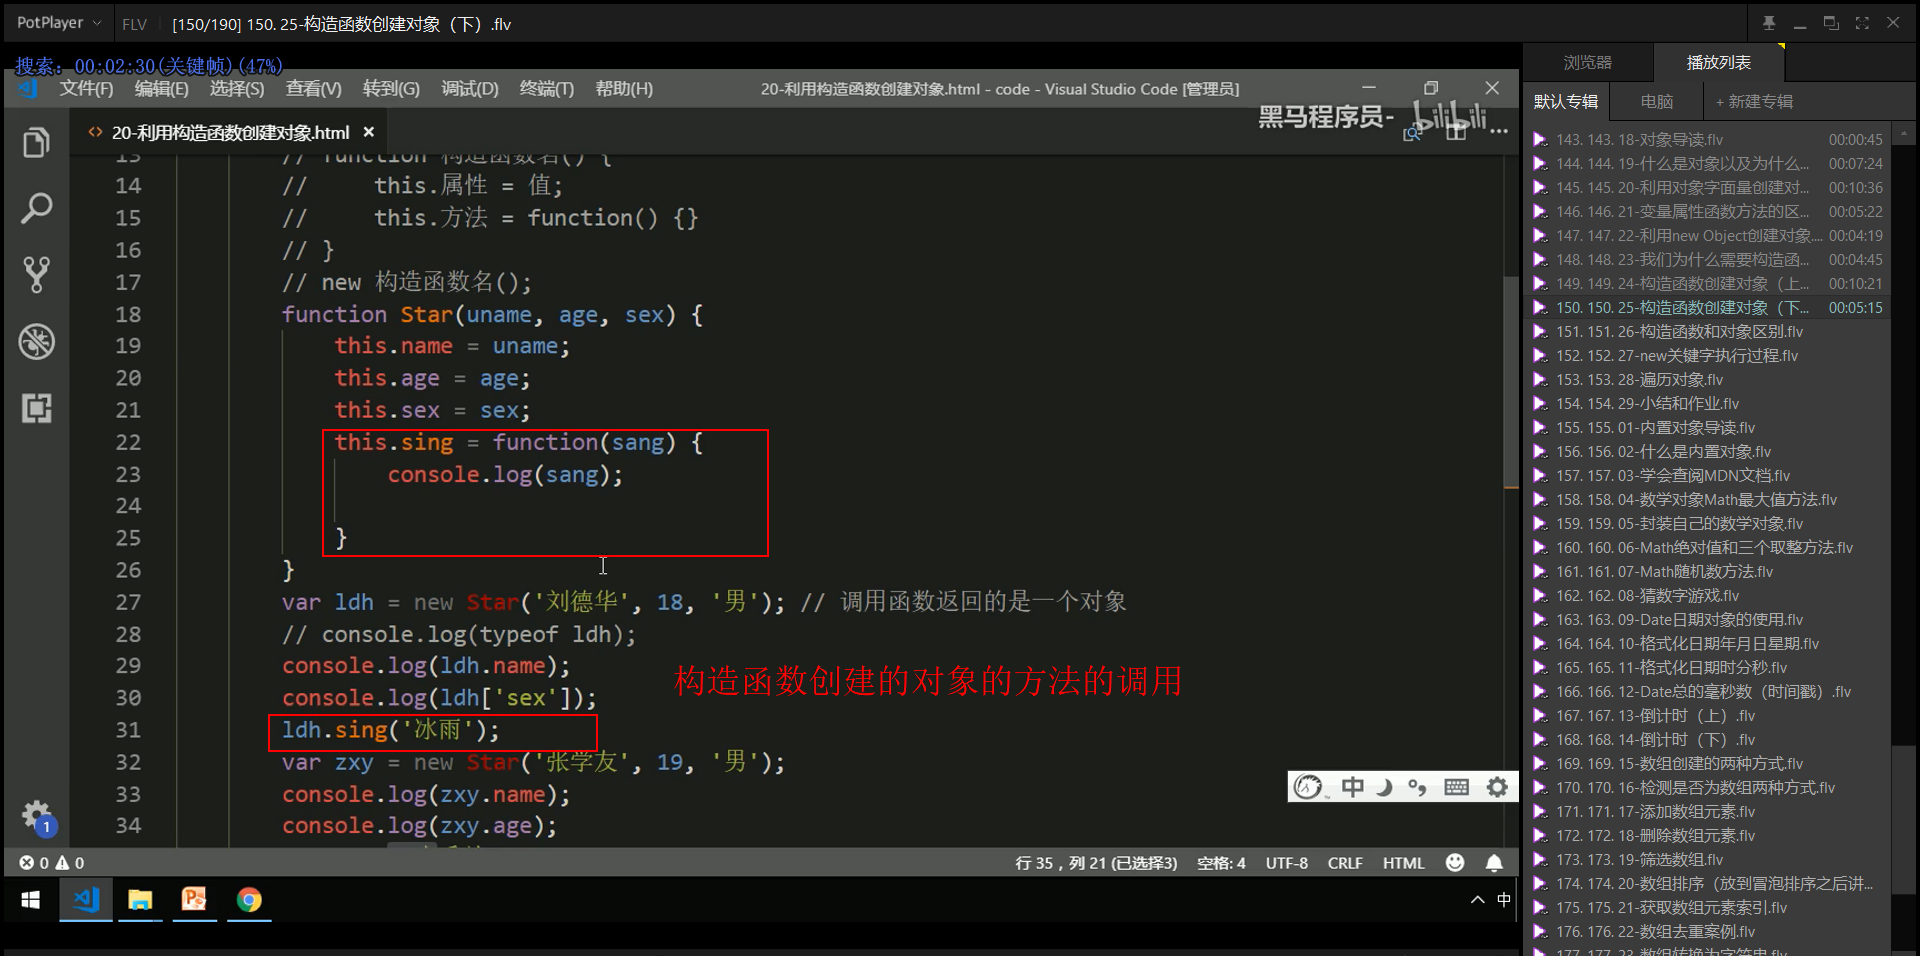 PotPlayer
FLV
[150/190] 150. 25-构造函数创建对象（下）.flv
搜索: 00:02:30(关键帧)(47%)
文件(F) 编辑(E) 选择(S) 查看(V) 转到(G) 调试(D) 终端(T) 帮助(H)
20-利用构造函数创建对象.html - code - Visual Studio Code [管理员]
黑马程序员-
bilibili
<> 20-利用构造函数创建对象.html ×
13 // function 构造函数名() {
14 //     this.属性 = 值;
15 //     this.方法 = function() {}
16 // }
17 // new 构造函数名();
18 function Star(uname, age, sex) {
19     this.name = uname;
20     this.age = age;
21     this.sex = sex;
22     this.sing = function(sang) {
23         console.log(sang);
24
25     }
26 }
27 var ldh = new Star('刘德华', 18, '男'); // 调用函数返回的是一个对象
28 // console.log(typeof ldh);
29 console.log(ldh.name);
30 console.log(ldh['sex']);
构造函数创建的对象的方法的调用
31 ldh.sing('冰雨');
32 var zxy = new Star('张学友', 19, '男');
33 console.log(zxy.name);
34 console.log(zxy.age);
中
1
0 0
行 35，列 21 (已选择3) 空格: 4 UTF-8 CRLF HTML
中
浏览器 播放列表
默认专辑 电脑 + 新建专辑
143. 143. 18-对象导读.flv 00:00:45
144. 144. 19-什么是对象以及为什么... 00:07:24
145. 145. 20-利用对象字面量创建对... 00:10:36
146. 146. 21-变量属性函数方法的区... 00:05:22
147. 147. 22-利用new Object创建对象.... 00:04:19
148. 148. 23-我们为什么需要构造函... 00:04:45
149. 149. 24-构造函数创建对象（上... 00:10:21
150. 150. 25-构造函数创建对象（下... 00:05:15
151. 151. 26-构造函数和对象区别.flv
152. 152. 27-new关键字执行过程.flv
153. 153. 28-遍历对象.flv
154. 154. 29-小结和作业.flv
155. 155. 01-内置对象导读.flv
156. 156. 02-什么是内置对象.flv
157. 157. 03-学会查阅MDN文档.flv
158. 158. 04-数学对象Math最大值方法.flv
159. 159. 05-封装自己的数学对象.flv
160. 160. 06-Math绝对值和三个取整方法.flv
161. 161. 07-Math随机数方法.flv
162. 162. 08-猜数字游戏.flv
163. 163. 09-Date日期对象的使用.flv
164. 164. 10-格式化日期年月日星期.flv
165. 165. 11-格式化日期时分秒.flv
166. 166. 12-Date总的毫秒数（时间戳）.flv
167. 167. 13-倒计时（上）.flv
168. 168. 14-倒计时（下）.flv
169. 169. 15-数组创建的两种方式.flv
170. 170. 16-检测是否为数组两种方式.flv
171. 171. 17-添加数组元素.flv
172. 172. 18-删除数组元素.flv
173. 173. 19-筛选数组.flv
174. 174. 20-数组排序（放到冒泡排序之后讲...
175. 175. 21-获取数组元素索引.flv
176. 176. 22-数组去重案例.flv
177. 177. 23-数组转换为字符串.flv